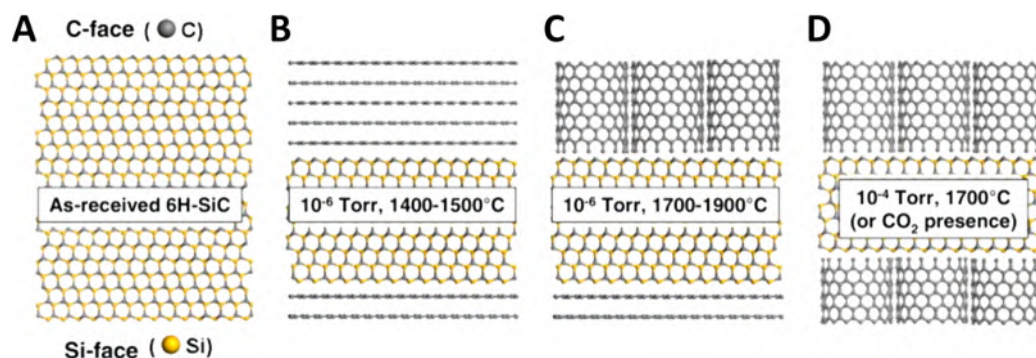 A
C-face ( C)
B
C
D
As-received 6H-SiC
10⁻⁶ Torr, 1400-1500°C
10⁻⁶ Torr, 1700-1900°C
10⁻⁴ Torr, 1700°C
(or CO₂ presence)
Si-face ( Si)